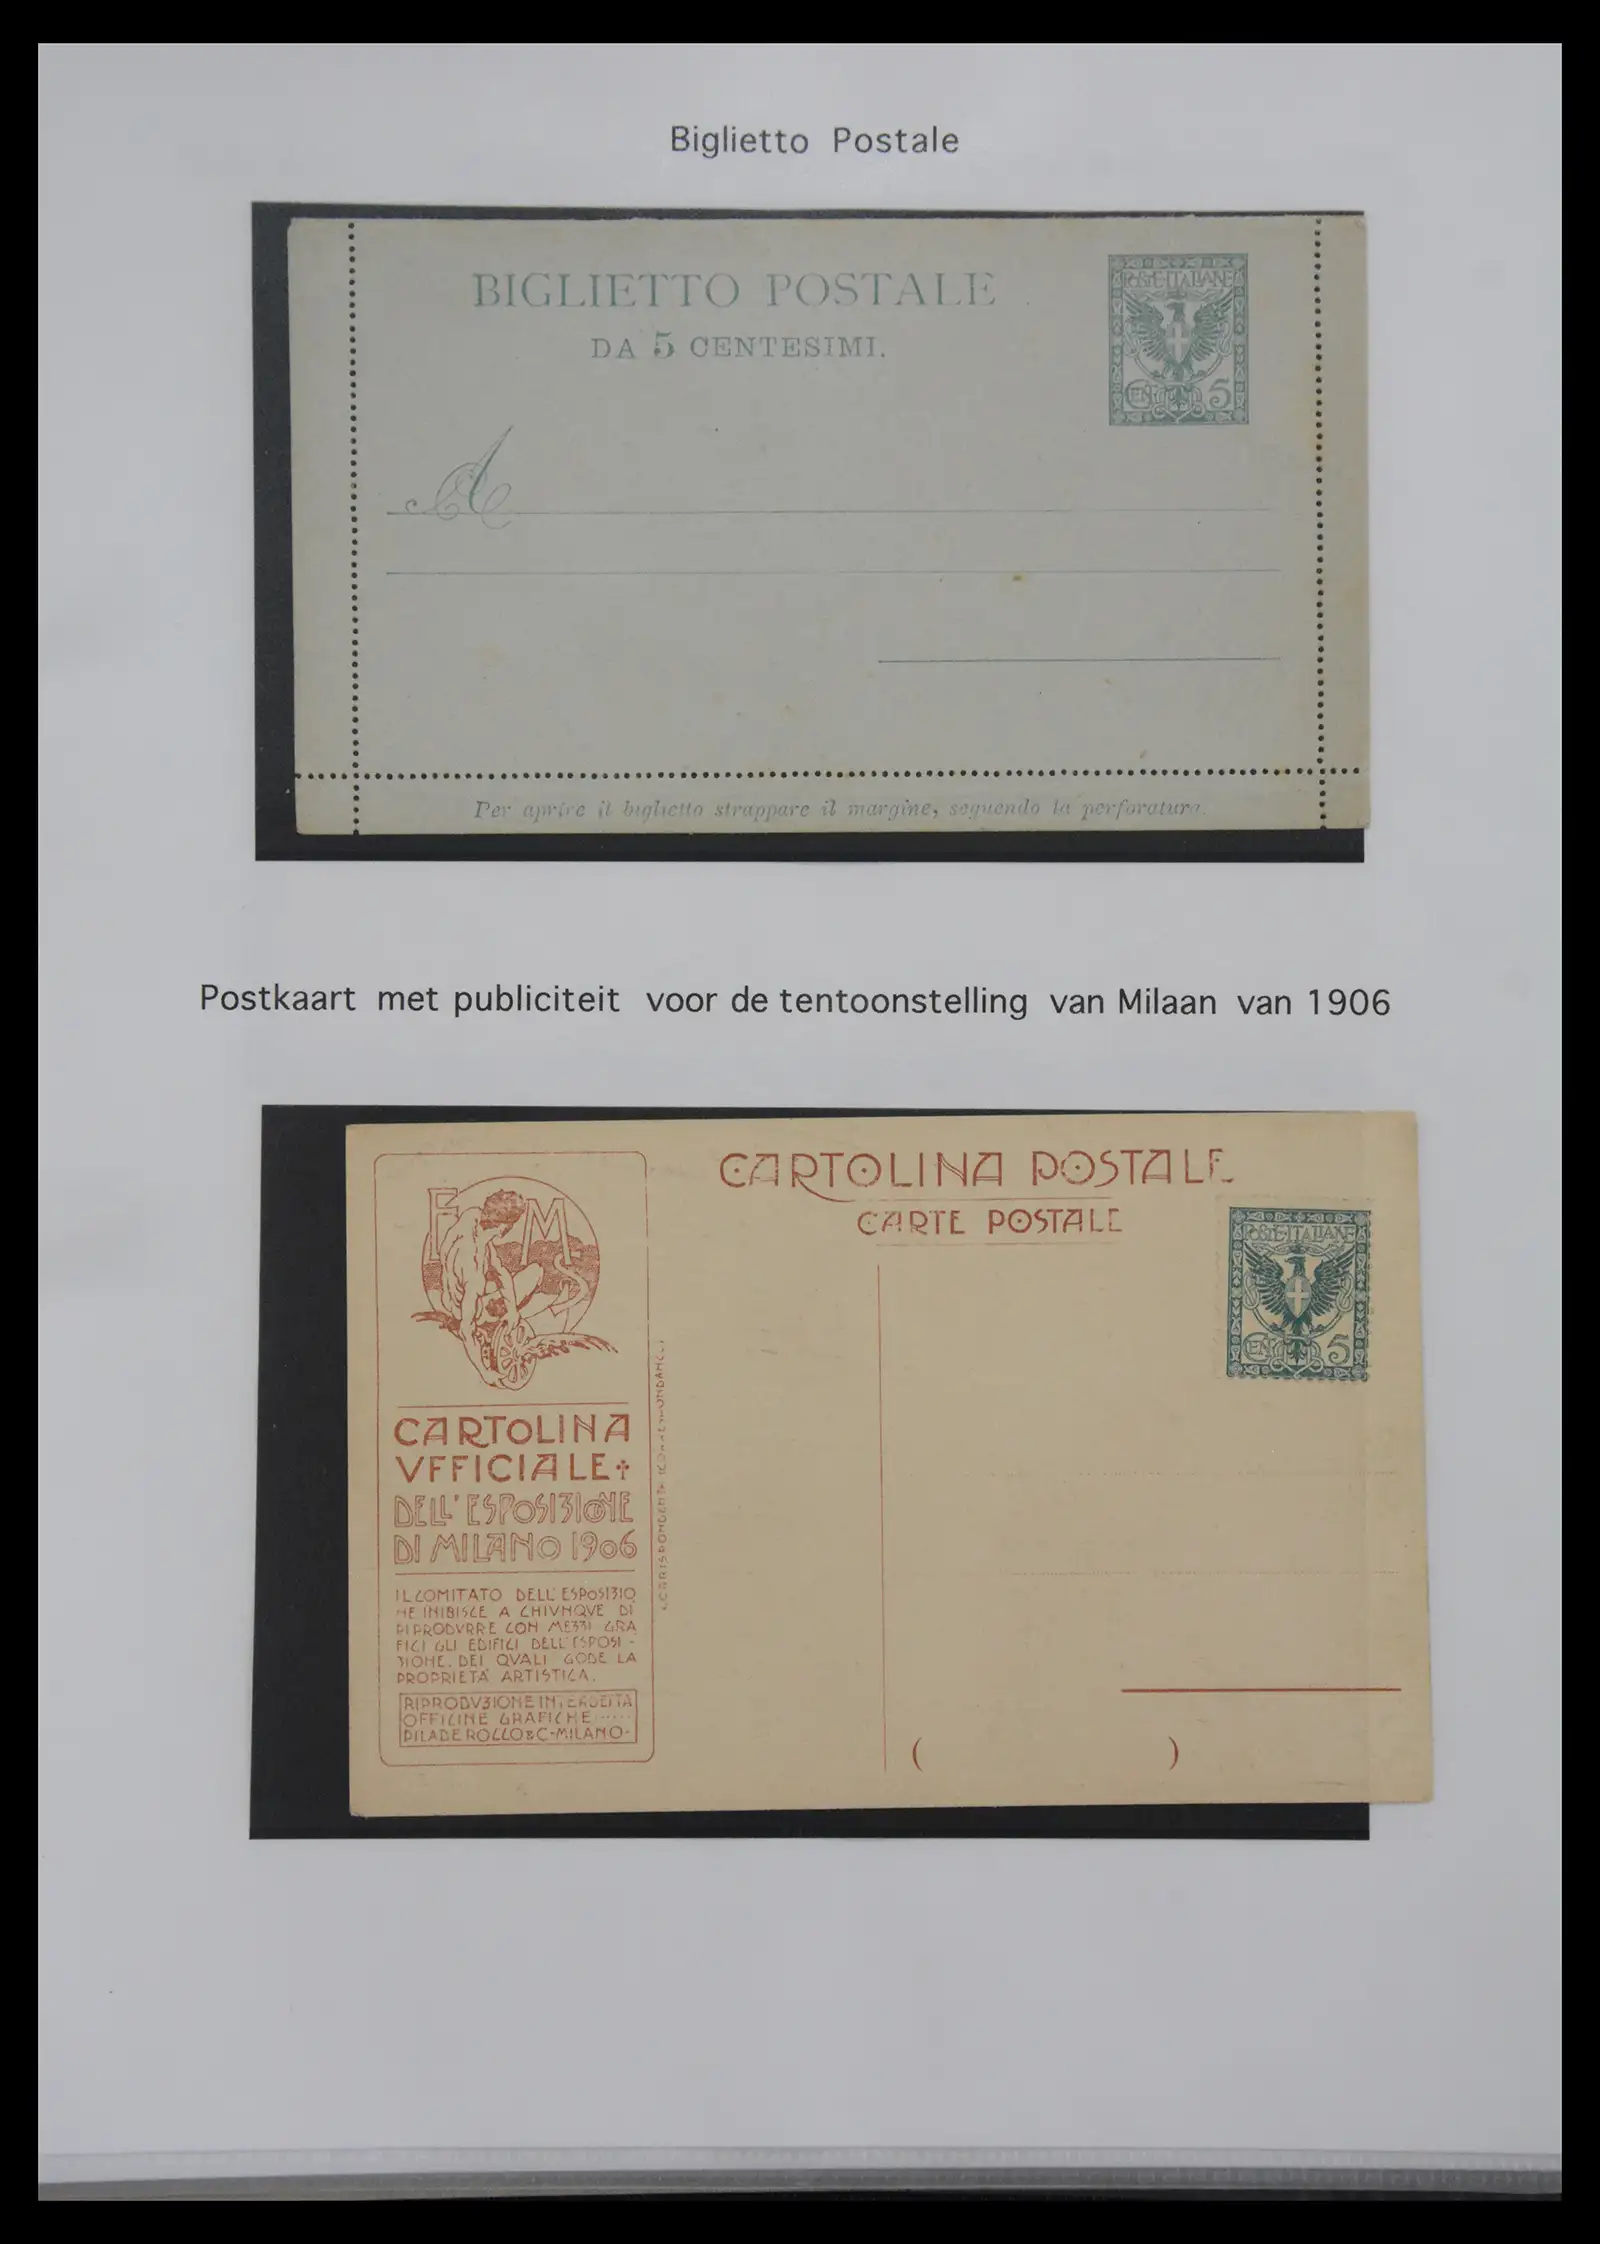 Biglietto Postale
BIGLIETTO POSTALE
DA 5 CENTESIMI.
POSTE·ITALIANE
CENT. 5
A
Per aprire il biglietto strappare il margine, seguendo la perforatura.
Postkaart met publiciteit voor de tentoonstelling van Milaan van 1906
CARTOLINA POSTALE
CARTE POSTALE
POSTE·ITALIANE
CENT. 5
E M
S
CARTOLINA
VFFICIALE
DELL'ESPOSIZIONE
DI MILANO 1906
IL COMITATO DELL'ESPOSIZIO
NE INIBISCE A CHIVNQVE DI
RIPRODVRRE CON MEZZI GRA
FICI GLI EDIFICI DELL'ESPOSI-
ZIONE, DEI QVALI GODE LA
PROPRIETA' ARTISTICA.
RIPRODVZIONE INTERDETTA
OFFICINE GRAFICHE......
PILADE ROCCO & C-MILANO-
( )